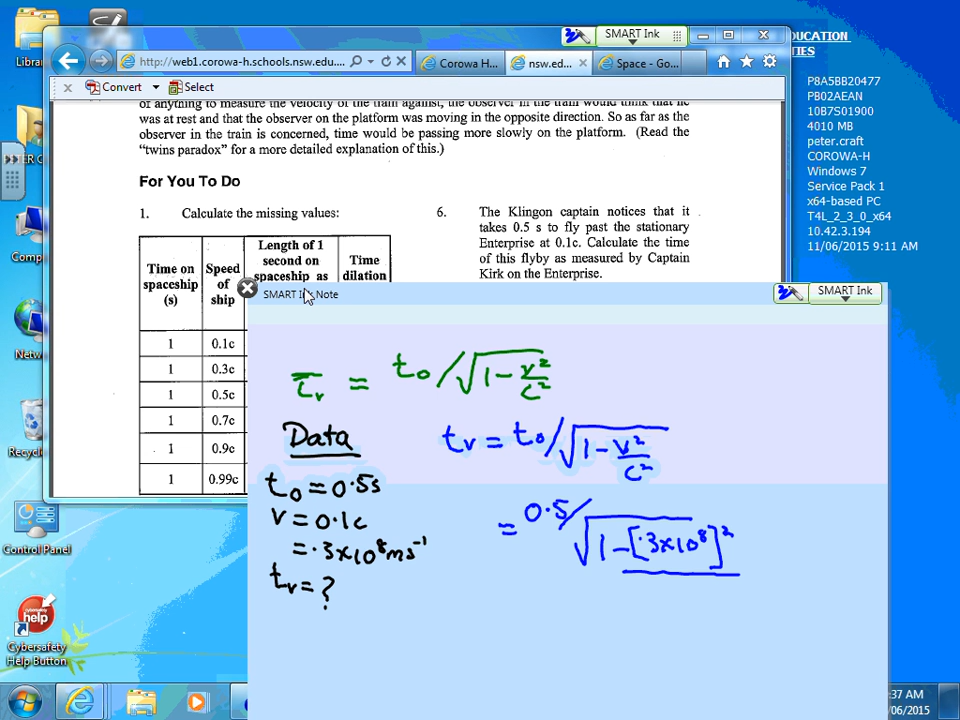 Librar
SMART Ink
EDUCATION
TIES
http://web1.corowa-h.schools.nsw.edu....
Corowa H...
nsw.ed...
Space - Go...
Convert
Select
P8A5BB20477
PB02AEAN
10B7S01900
4010 MB
peter.craft
COROWA-H
Windows 7
Service Pack 1
x64-based PC
T4L_2_3_0_x64
10.42.3.194
11/06/2015 9:11 AM
of anything to measure the velocity of the train against, the observer in the train would think that he
was at rest and that the observer on the platform was moving in the opposite direction. So as far as the
observer in the train is concerned, time would be passing more slowly on the platform. (Read the
"twins paradox" for a more detailed explanation of this.)
For You To Do
1. Calculate the missing values:
Time on spaceship (s)
Speed of ship
Length of 1 second on spaceship as
Time dilation
1 0.1c
1 0.3c
1 0.5c
1 0.7c
1 0.9c
1 0.99c
6. The Klingon captain notices that it
takes 0.5 s to fly past the stationary
Enterprise at 0.1c. Calculate the time
of this flyby as measured by Captain
Kirk on the Enterprise.
PETER C
Comp
Netw
Recycle
Control Panel
Cybersafety
help
Cybersafety
Help Button
SMART Ink Note
SMART Ink
tv = t0/√1-v²/c²
Data
t0 = 0.5s
v = 0.1c
= .3x10⁸ms⁻¹
tv = ?
tv = t0/√1-v²/c²
= 0.5/√1-[.3x10⁸]²
:37 AM
/06/2015